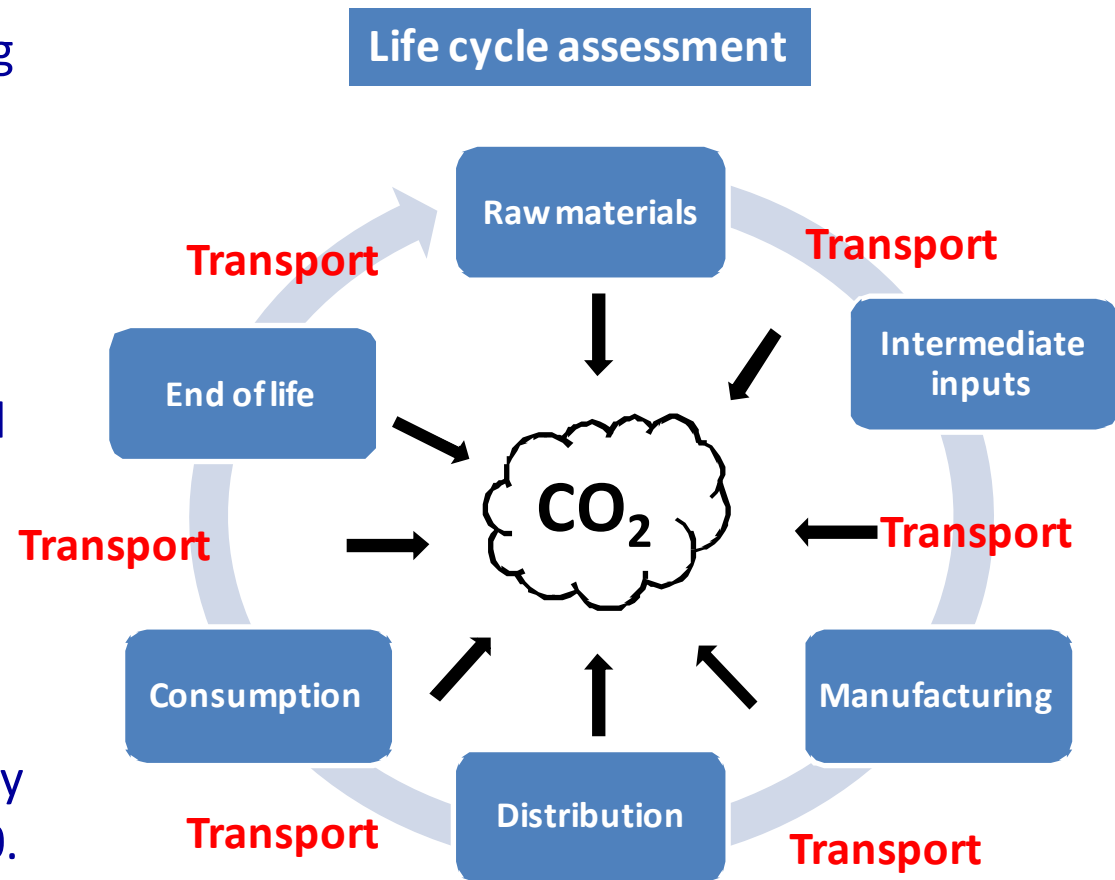 g
Life cycle assessment
Raw materials
Transport
Transport
Intermediate
inputs
End of life
CO₂
Transport
Transport
Consumption
Manufacturing
y
Distribution
Transport
Transport
).